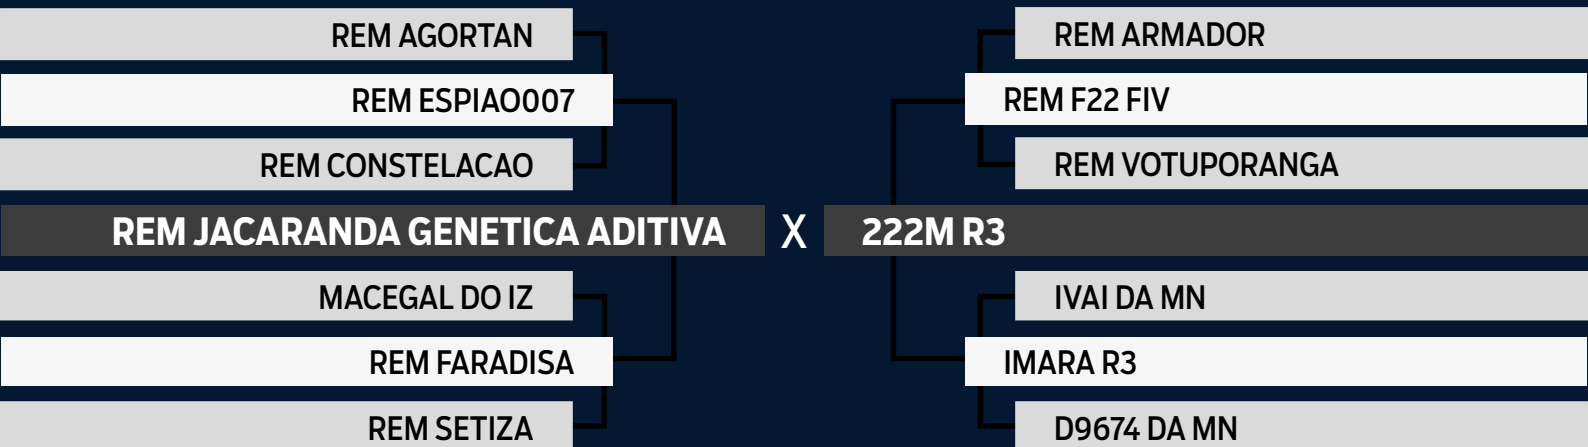 REM AGORTAN
REM ESPIAO007
REM CONSTELACAO
REM JACARANDA GENETICA ADITIVA X 222M R3
MACEGAL DO IZ
REM FARADISA
REM SETIZA
REM ARMADOR
REM F22 FIV
REM VOTUPORANGA
IVAI DA MN
IMARA R3
D9674 DA MN